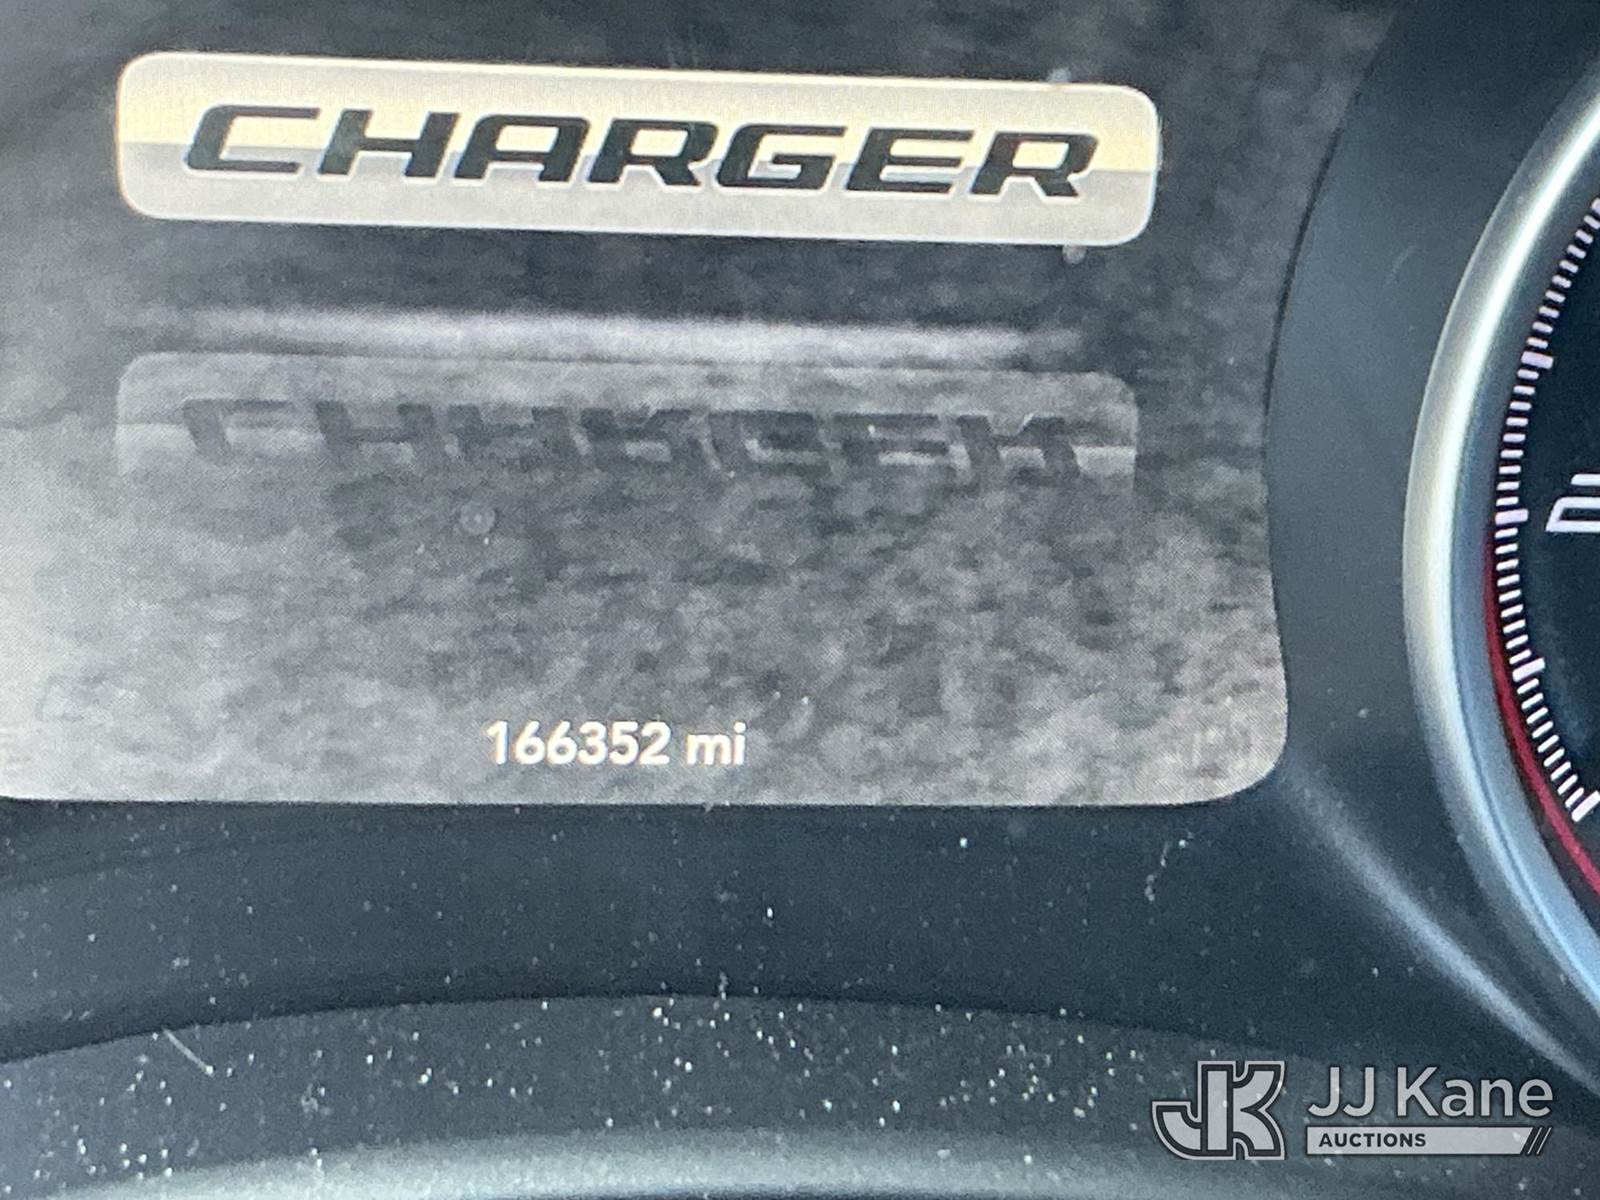 CHARGER
166352 mi
JK JJ Kane
AUCTIONS